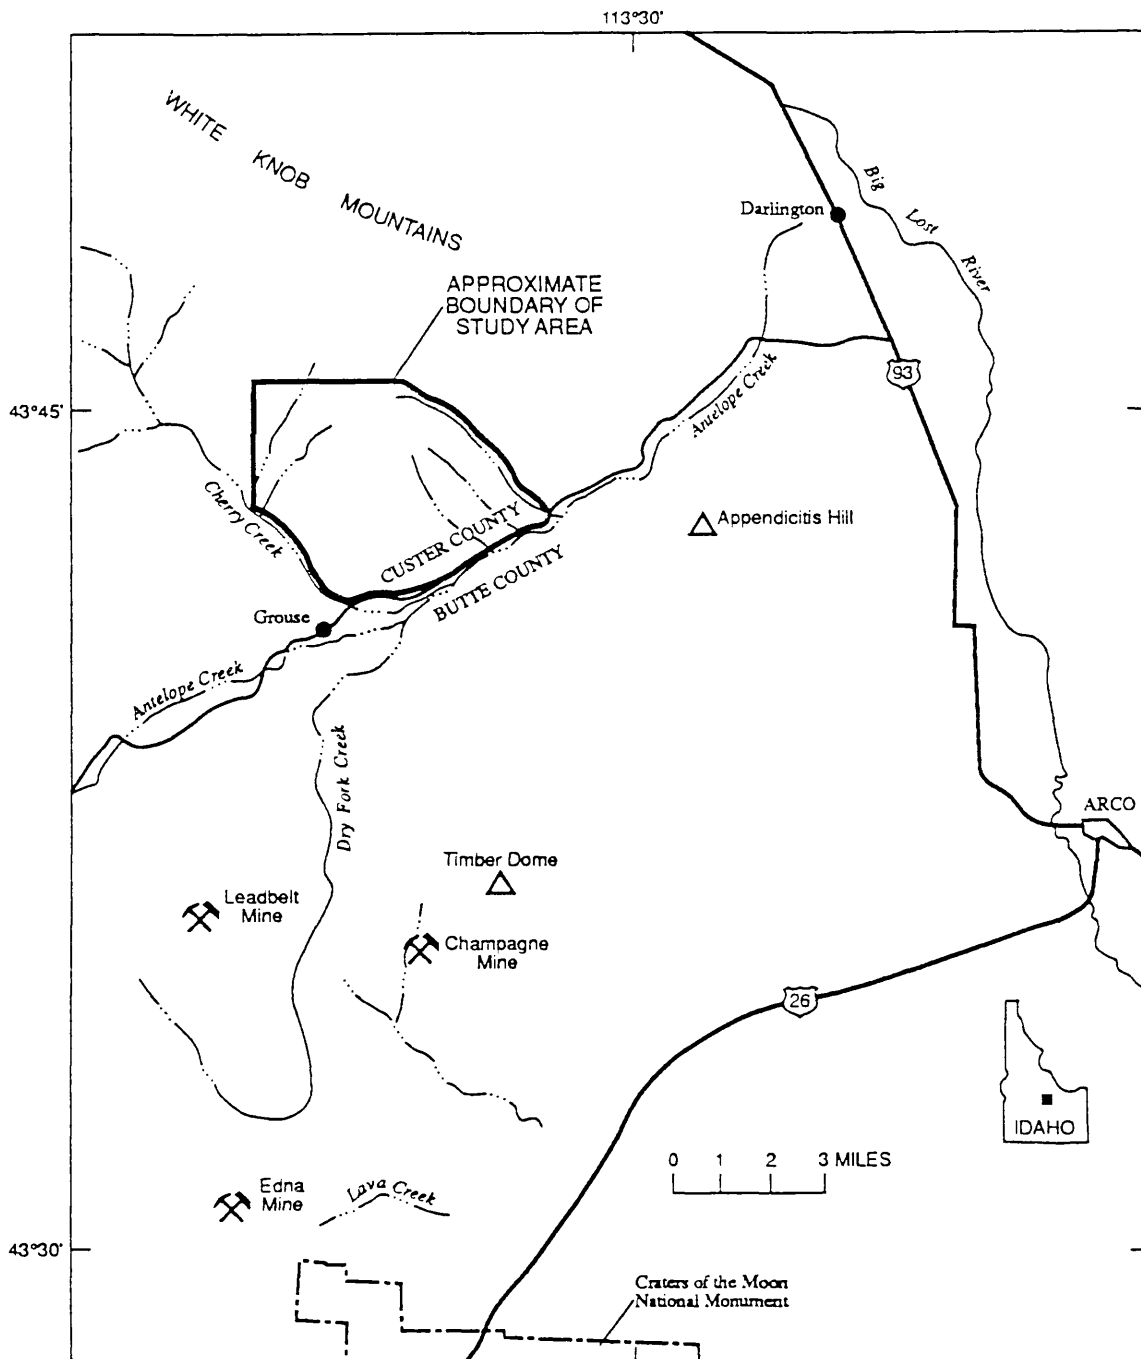 113°30'
WHITE KNOB MOUNTAINS
Big Lost River
Darlington
APPROXIMATE
BOUNDARY OF
STUDY AREA
93
Antelope Creek
43°45'
Cherry Creek
Appendicitis Hill
CUSTER COUNTY
BUTTE COUNTY
Grouse
Antelope Creek
Dry Fork Creek
ARCO
Timber Dome
Leadbelt
Mine
Champagne
Mine
26
IDAHO
0 1 2 3 MILES
Edna
Mine
Lava Creek
43°30'
Craters of the Moon
National Monument